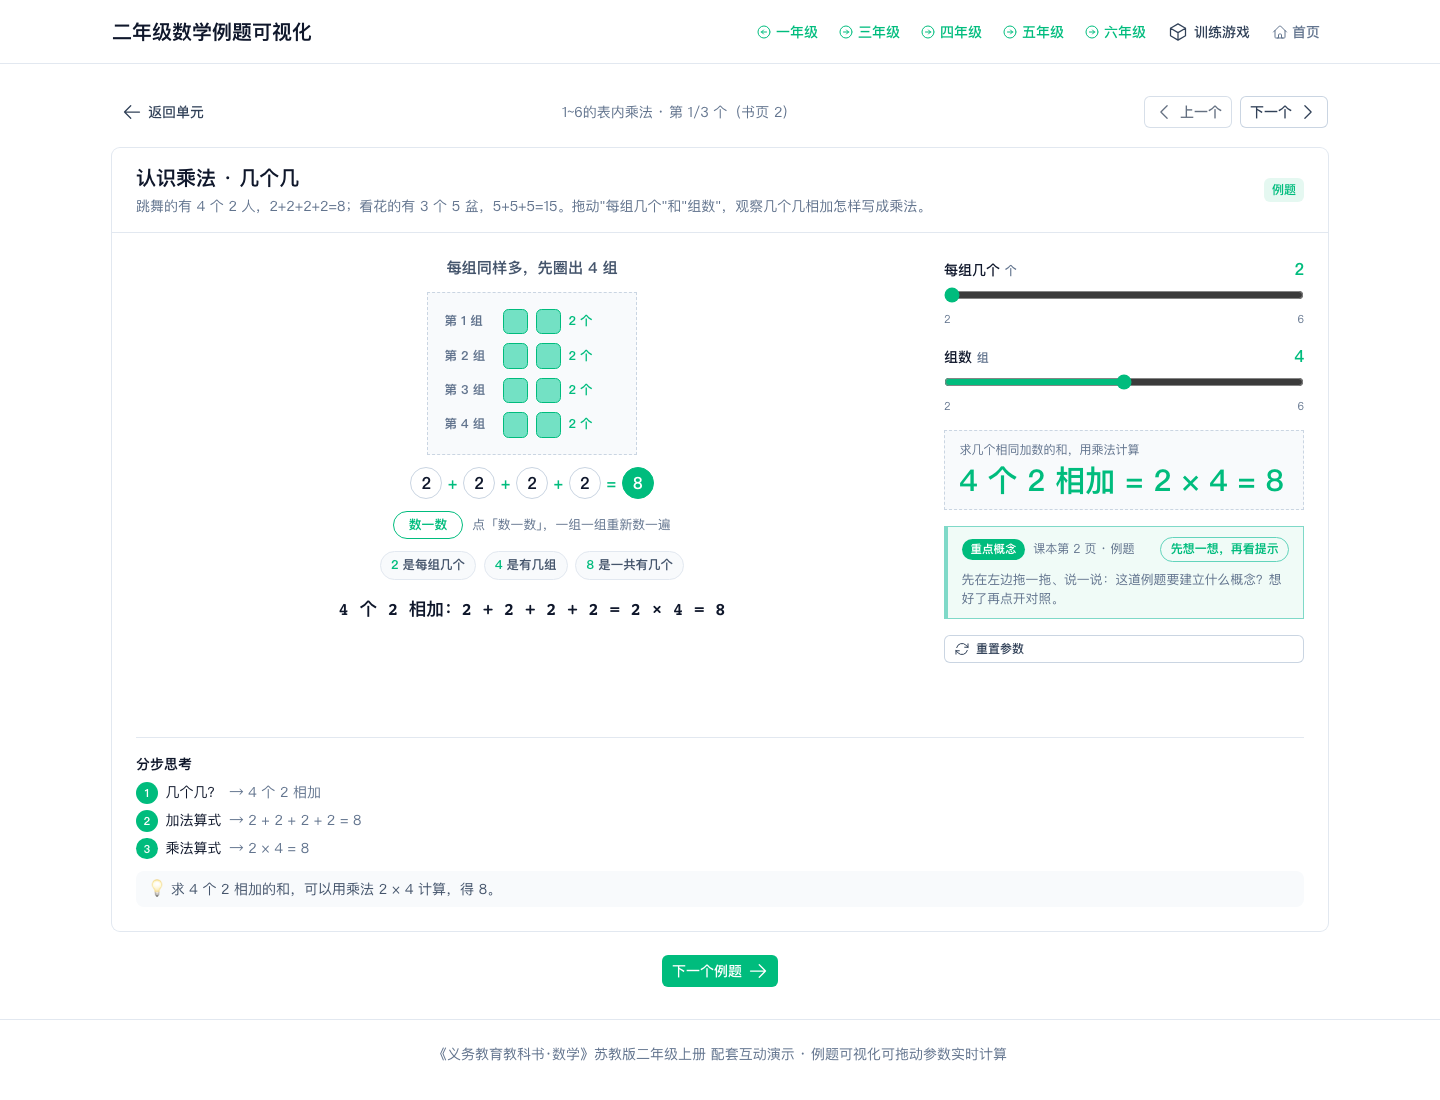 二年级数学例题可视化
一年级 三年级 四年级 五年级 六年级 训练游戏 首页
返回单元
1~6的表内乘法 · 第 1/3 个（书页 2）
上一个 下一个
认识乘法 · 几个几
跳舞的有 4 个 2 人，2+2+2+2=8；看花的有 3 个 5 盆，5+5+5=15。拖动"每组几个"和"组数"，观察几个几相加怎样写成乘法。
例题
每组同样多，先圈出 4 组
第 1 组 2 个
第 2 组 2 个
第 3 组 2 个
第 4 组 2 个
2 + 2 + 2 + 2 = 8
数一数 点「数一数」，一组一组重新数一遍
2 是每组几个 4 是有几组 8 是一共有几个
4 个 2 相加：2 + 2 + 2 + 2 = 2 × 4 = 8
每组几个 个 2
2 6
组数 组 4
2 6
求几个相同加数的和，用乘法计算
4 个 2 相加 = 2 × 4 = 8
重点概念 课本第 2 页 · 例题 先想一想，再看提示
先在左边拖一拖、说一说：这道例题要建立什么概念？想
好了再点开对照。
重置参数
分步思考
1 几个几？ → 4 个 2 相加
2 加法算式 → 2 + 2 + 2 + 2 = 8
3 乘法算式 → 2 × 4 = 8
求 4 个 2 相加的和，可以用乘法 2 × 4 计算，得 8。
下一个例题
《义务教育教科书·数学》苏教版二年级上册 配套互动演示 · 例题可视化可拖动参数实时计算